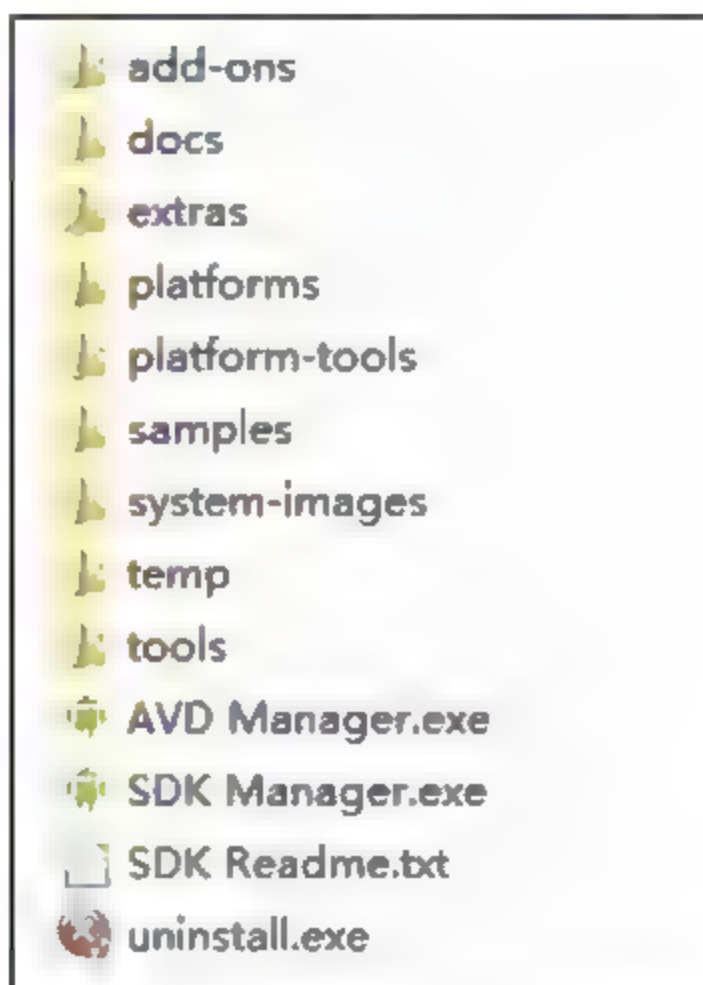 add-ons
docs
extras
platforms
platform-tools
samples
system-images
temp
tools
AVD Manager.exe
SDK Manager.exe
SDK Readme.txt
uninstall.exe